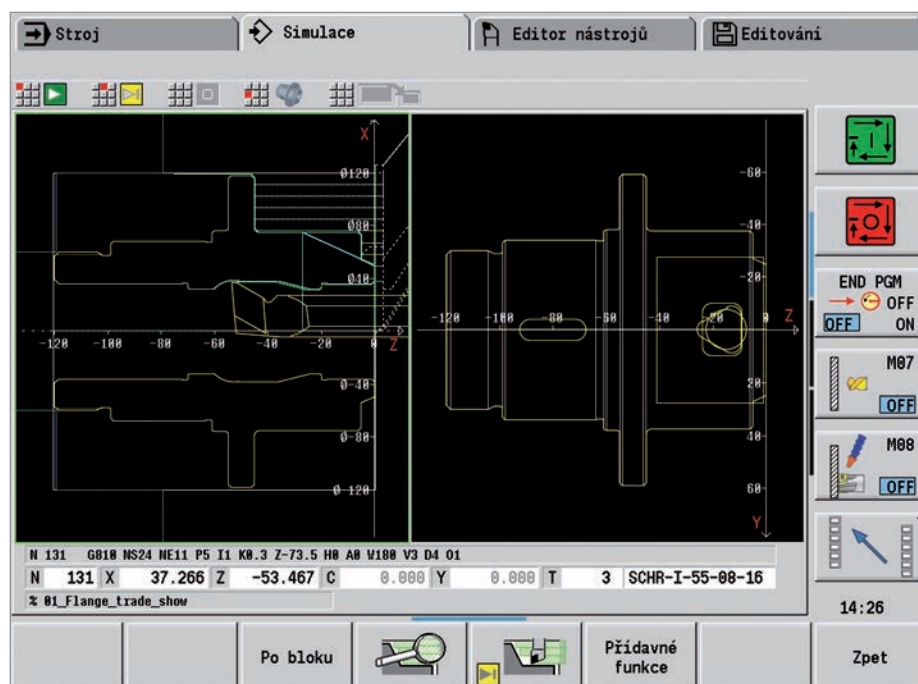 Stroj
Simulace
Editor nástrojů
Editování
X
Ø120
Ø80
Ø40
-120 -100 -80 -60 -40 -20 0 Z
Ø-40
Ø-80
Ø-120
-60
-40
-20
-120 -100 -80 -60 -40 -20 0 Z
20
40
60
Y
END PGM
OFF
OFF ON
M07
OFF
M08
OFF
N 131 G810 NS24 NE11 P5 I1 K0.3 Z-73.5 H0 A0 W180 V3 D4 O1
N 131 X 37.266 Z -53.467 C 0.000 Y 0.000 T 3 SCHR-I-55-08-16
% 01_Flange_trade_show
14:26
Po bloku
Přídavné
funkce
Zpet